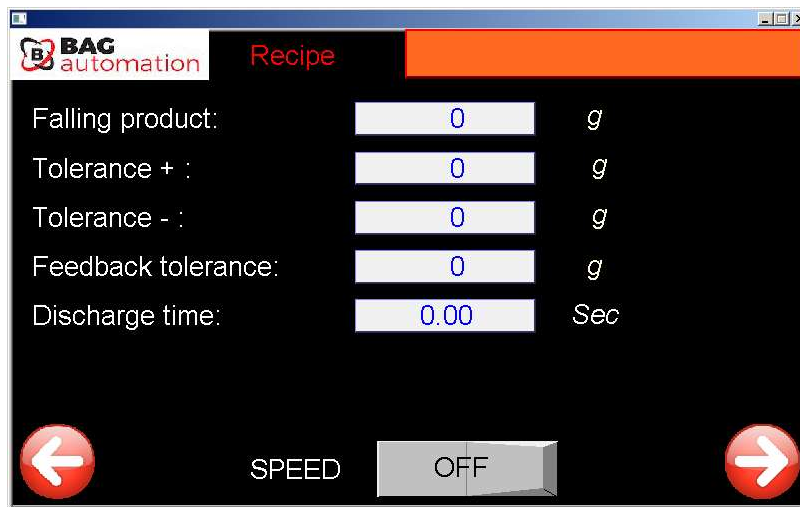 BAG
automation
Recipe
Falling product: 0 g
Tolerance + : 0 g
Tolerance - : 0 g
Feedback tolerance: 0 g
Discharge time: 0.00 Sec
SPEED OFF